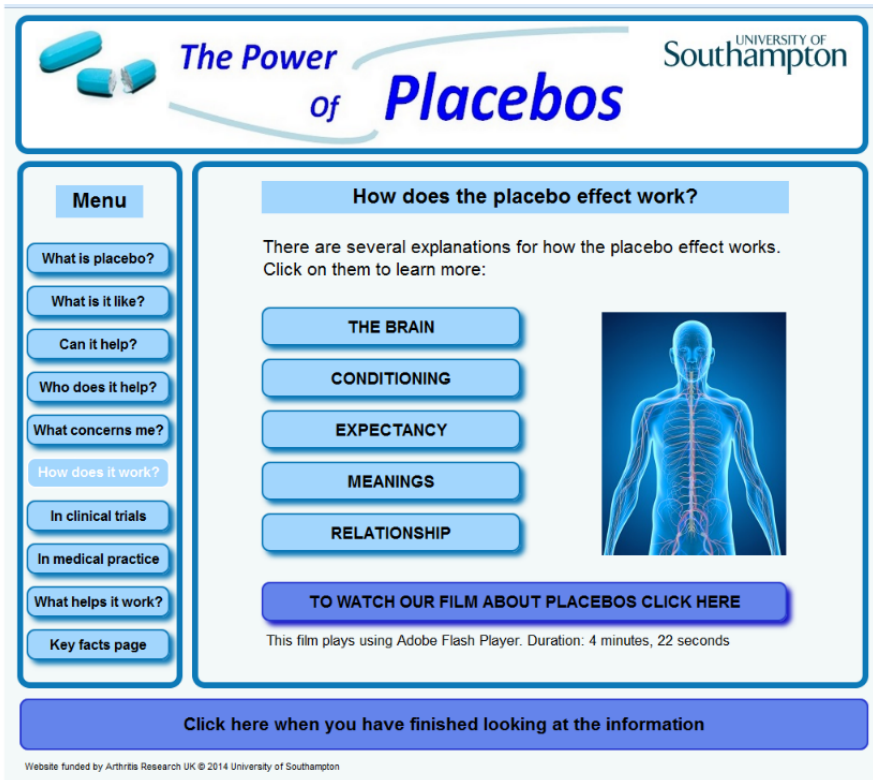 The Power
Of Placebos
UNIVERSITY OF
Southampton
Menu
What is placebo?
What is it like?
Can it help?
Who does it help?
What concerns me?
How does it work?
In clinical trials
In medical practice
What helps it work?
Key facts page
How does the placebo effect work?
There are several explanations for how the placebo effect works.
Click on them to learn more:
THE BRAIN
CONDITIONING
EXPECTANCY
MEANINGS
RELATIONSHIP
TO WATCH OUR FILM ABOUT PLACEBOS CLICK HERE
This film plays using Adobe Flash Player. Duration: 4 minutes, 22 seconds
Click here when you have finished looking at the information
Website funded by Arthritis Research UK © 2014 University of Southampton